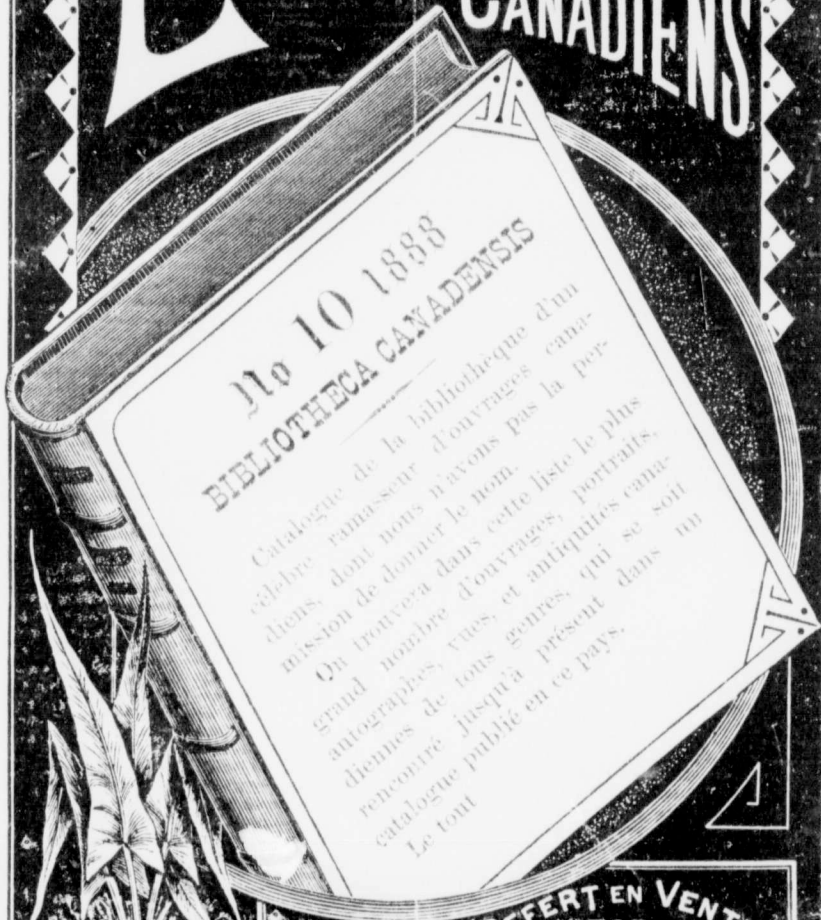 CANADIENS
No 10 1888
BIBLIOTHECA CANADENSIS
Catalogue de la bibliothèque d'un
célèbre ramasseur d'ouvrages cana-
diens, dont nous n'avons pas la per-
mission de donner le nom.
On trouvera dans cette liste le plus
grand nombre d'ouvrages, portraits,
autographes, vues, et antiquités cana-
diennes de tous genres, qui se soit
rencontré jusqu'à présent dans un
catalogue publié en ce pays.
Le tout
EN